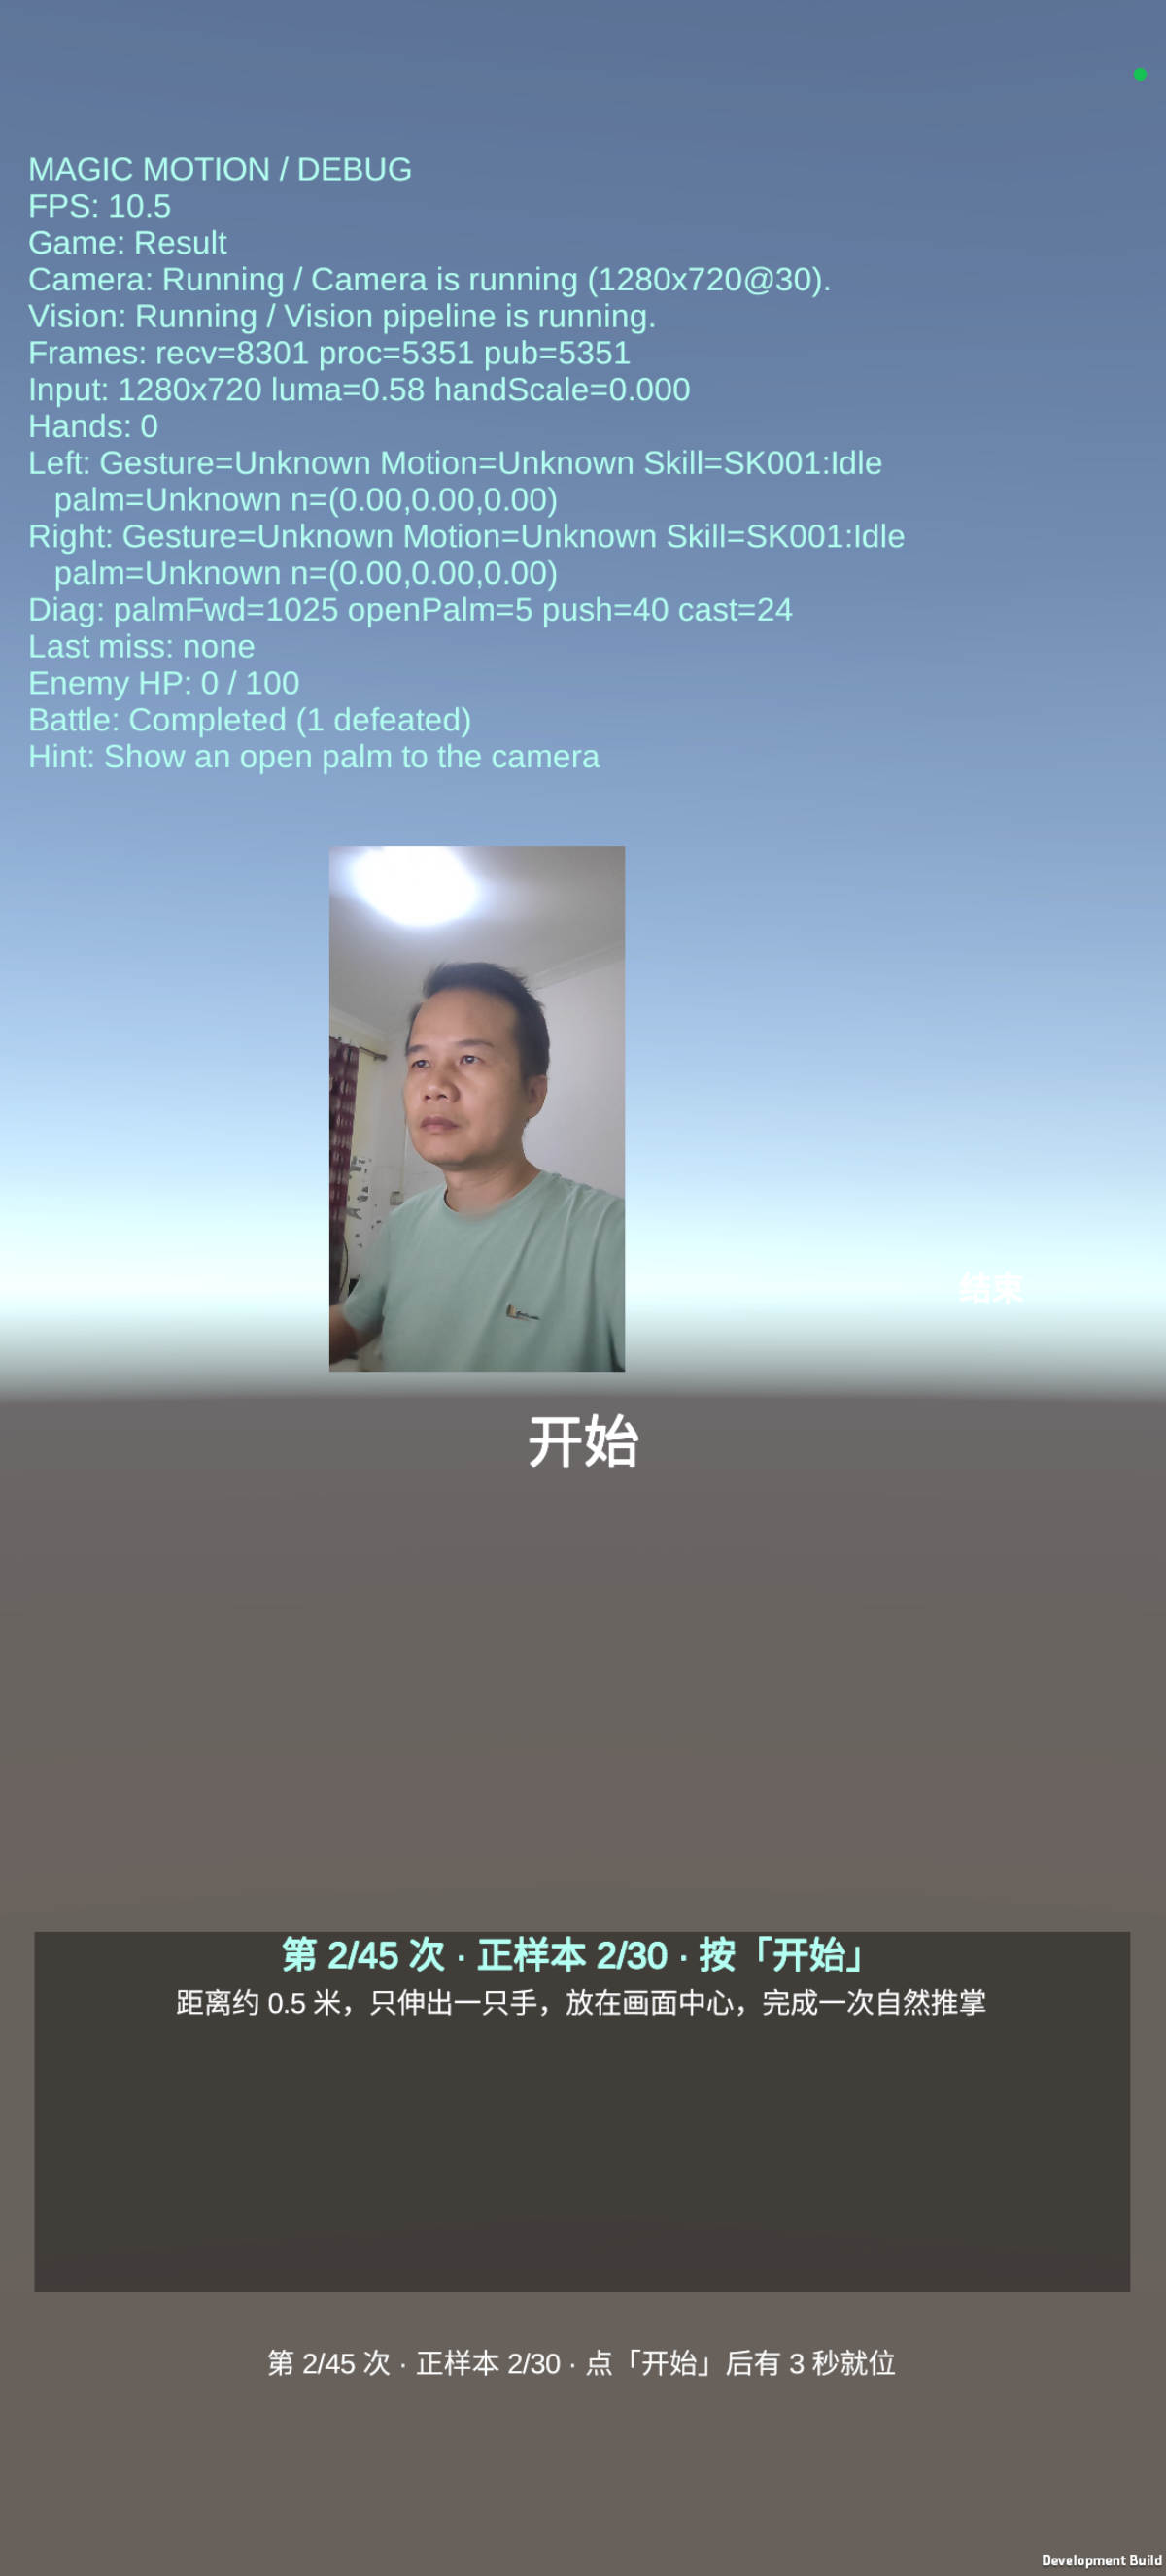 MAGIC MOTION / DEBUG
FPS: 10.5
Game: Result
Camera: Running / Camera is running (1280x720@30).
Vision: Running / Vision pipeline is running.
Frames: recv=8301 proc=5351 pub=5351
Input: 1280x720 luma=0.58 handScale=0.000
Hands: 0
Left: Gesture=Unknown Motion=Unknown Skill=SK001:Idle
palm=Unknown n=(0.00,0.00,0.00)
Right: Gesture=Unknown Motion=Unknown Skill=SK001:Idle
palm=Unknown n=(0.00,0.00,0.00)
Diag: palmFwd=1025 openPalm=5 push=40 cast=24
Last miss: none
Enemy HP: 0 / 100
Battle: Completed (1 defeated)
Hint: Show an open palm to the camera
结束
开始
第 2/45 次 · 正样本 2/30 · 按「开始」
距离约 0.5 米，只伸出一只手，放在画面中心，完成一次自然推掌
第 2/45 次 · 正样本 2/30 · 点「开始」后有 3 秒就位
Development Build